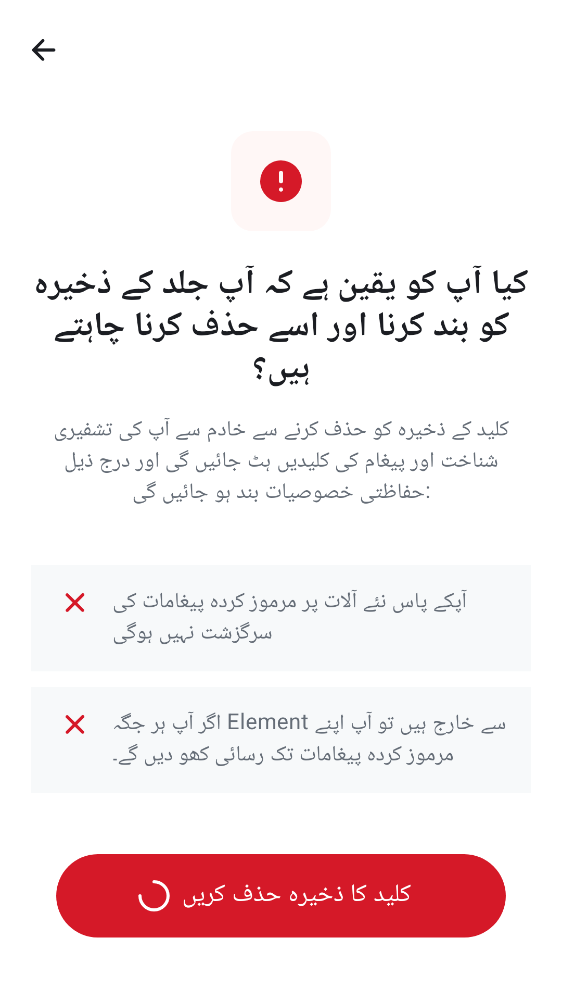 کیا آپ کو یقین ہے کہ آپ جلد کے ذخیرہ
کو بند کرنا اور اسے حذف کرنا چاہتے
ہیں؟
کلید کے ذخیرہ کو حذف کرنے سے خادم سے آپ کی تشفیری
شناخت اور پیغام کی کلیدیں ہٹ جائیں گی اور درج ذیل
حفاظتی خصوصیات بند ہو جائیں گی:
آپکے پاس نئے آلات پر مرموز کردہ پیغامات کی
سرگزشت نہیں ہوگی
اگر آپ ہر جگہ Element سے خارج ہیں تو آپ اپنے
مرموز کردہ پیغامات تک رسائی کھو دیں گے۔
کلید کا ذخیرہ حذف کریں